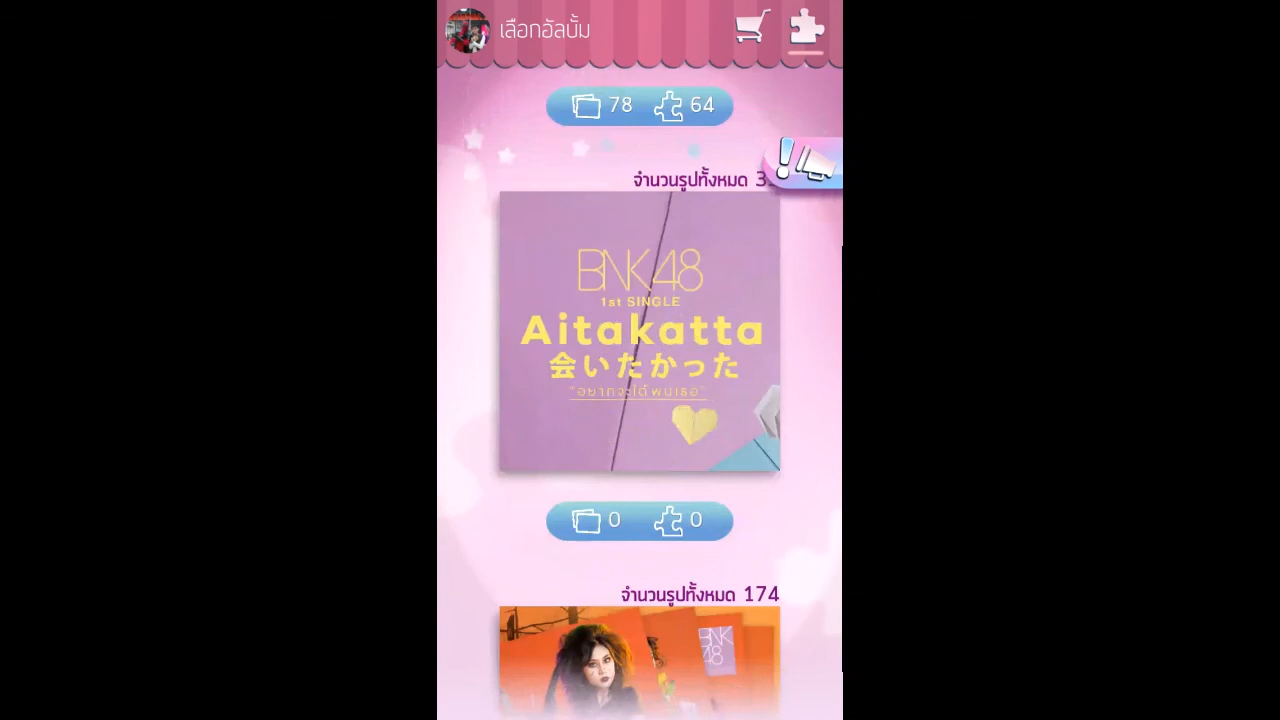 เลือกอัลบั้ม
78 64
จำนวนรูปทั้งหมด
BNK48
1st SINGLE
Aitakatta
会いたかった
"อยากจะได้พบเธอ"
0 0
จำนวนรูปทั้งหมด 174
BNK
48